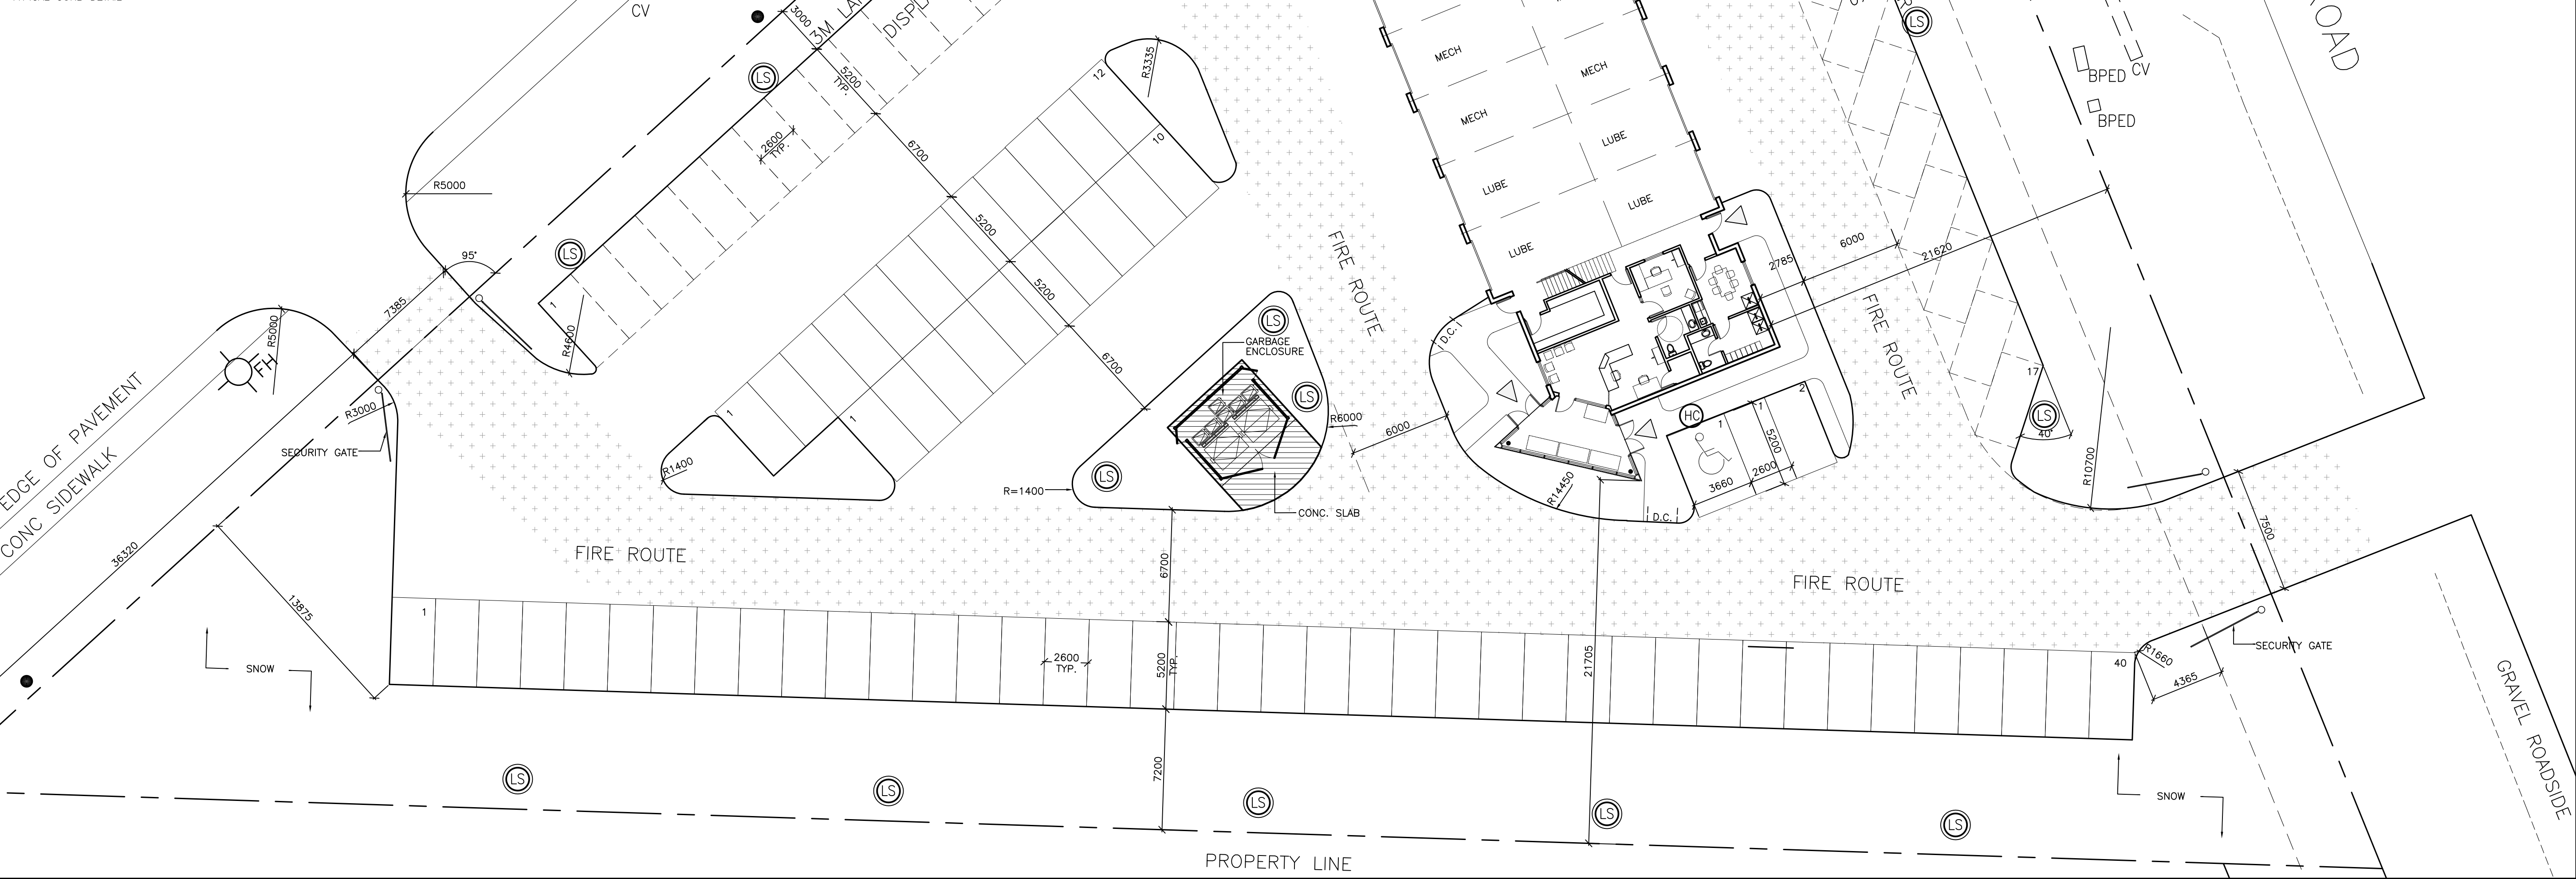 CV
3000
3M
LS
5200
TYP.
R3335
12
MECH
MECH
LS
BPED
CV
BPED
2600
TYP.
6700
10
MECH
LUBE
R5000
LUBE
LUBE
5200
FIRE ROUTE
LUBE
6000
21620
2785
LS
95°
7385
1
R4600
5200
R5000
FH
6700
LS
GARBAGE
ENCLOSURE
D.C.
FIRE ROUTE
17
LS
40°
EDGE OF PAVEMENT
CONC SIDEWALK
R3000
SECURITY GATE
1
1
LS
R6000
6000
HC
1
1
2
5200
2600
3660
R1400
LS
R=1400
CONC. SLAB
R14450
D.C.
R10700
7500
36320
FIRE ROUTE
6700
FIRE ROUTE
13875
1
2600
TYP.
5200
TYP.
21705
40
R1660
4365
SECURITY GATE
SNOW
GRAVEL ROADSIDE
LS
LS
7200
LS
LS
LS
SNOW
PROPERTY LINE